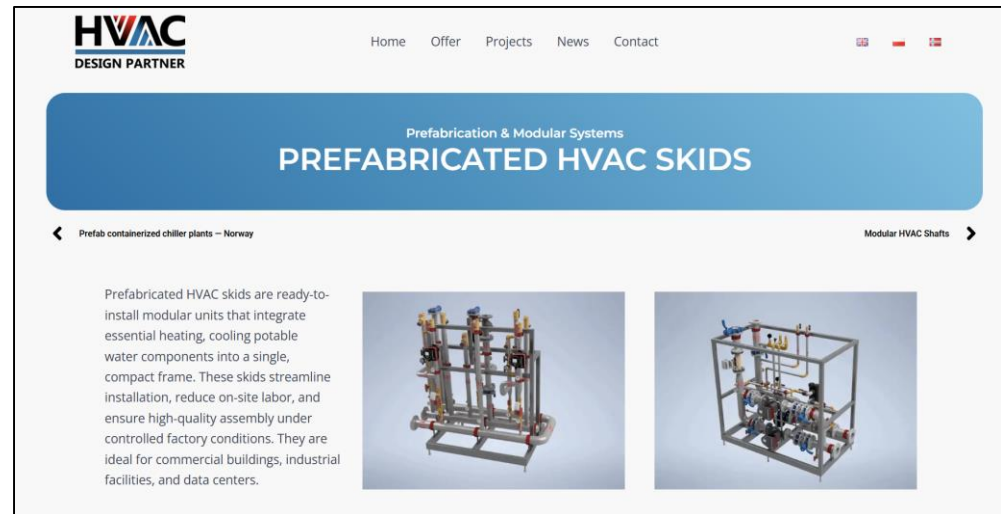 HVAC
DESIGN PARTNER
Home Offer Projects News Contact
Prefabrication & Modular Systems
PREFABRICATED HVAC SKIDS
Prefab containerized chiller plants — Norway
Modular HVAC Shafts
Prefabricated HVAC skids are ready-to-
install modular units that integrate
essential heating, cooling potable
water components into a single,
compact frame. These skids streamline
installation, reduce on-site labor, and
ensure high-quality assembly under
controlled factory conditions. They are
ideal for commercial buildings, industrial
facilities, and data centers.